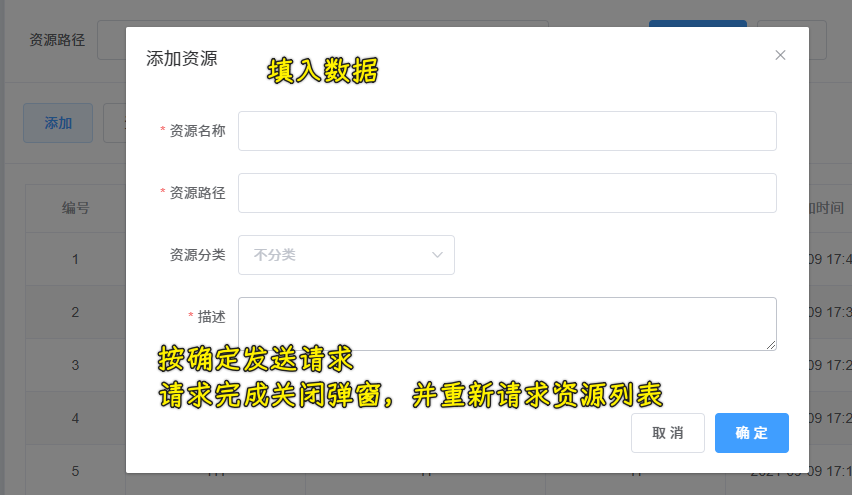 资源路径
添加资源
填入数据
添加
* 资源名称
* 资源路径
资源分类 不分类
* 描述
按确定发送请求
请求完成关闭弹窗，并重新请求资源列表
取 消 确 定
编号 时间
1 09 17:4
2 09 17:3
3 09 17:2
4 09 17:2
5